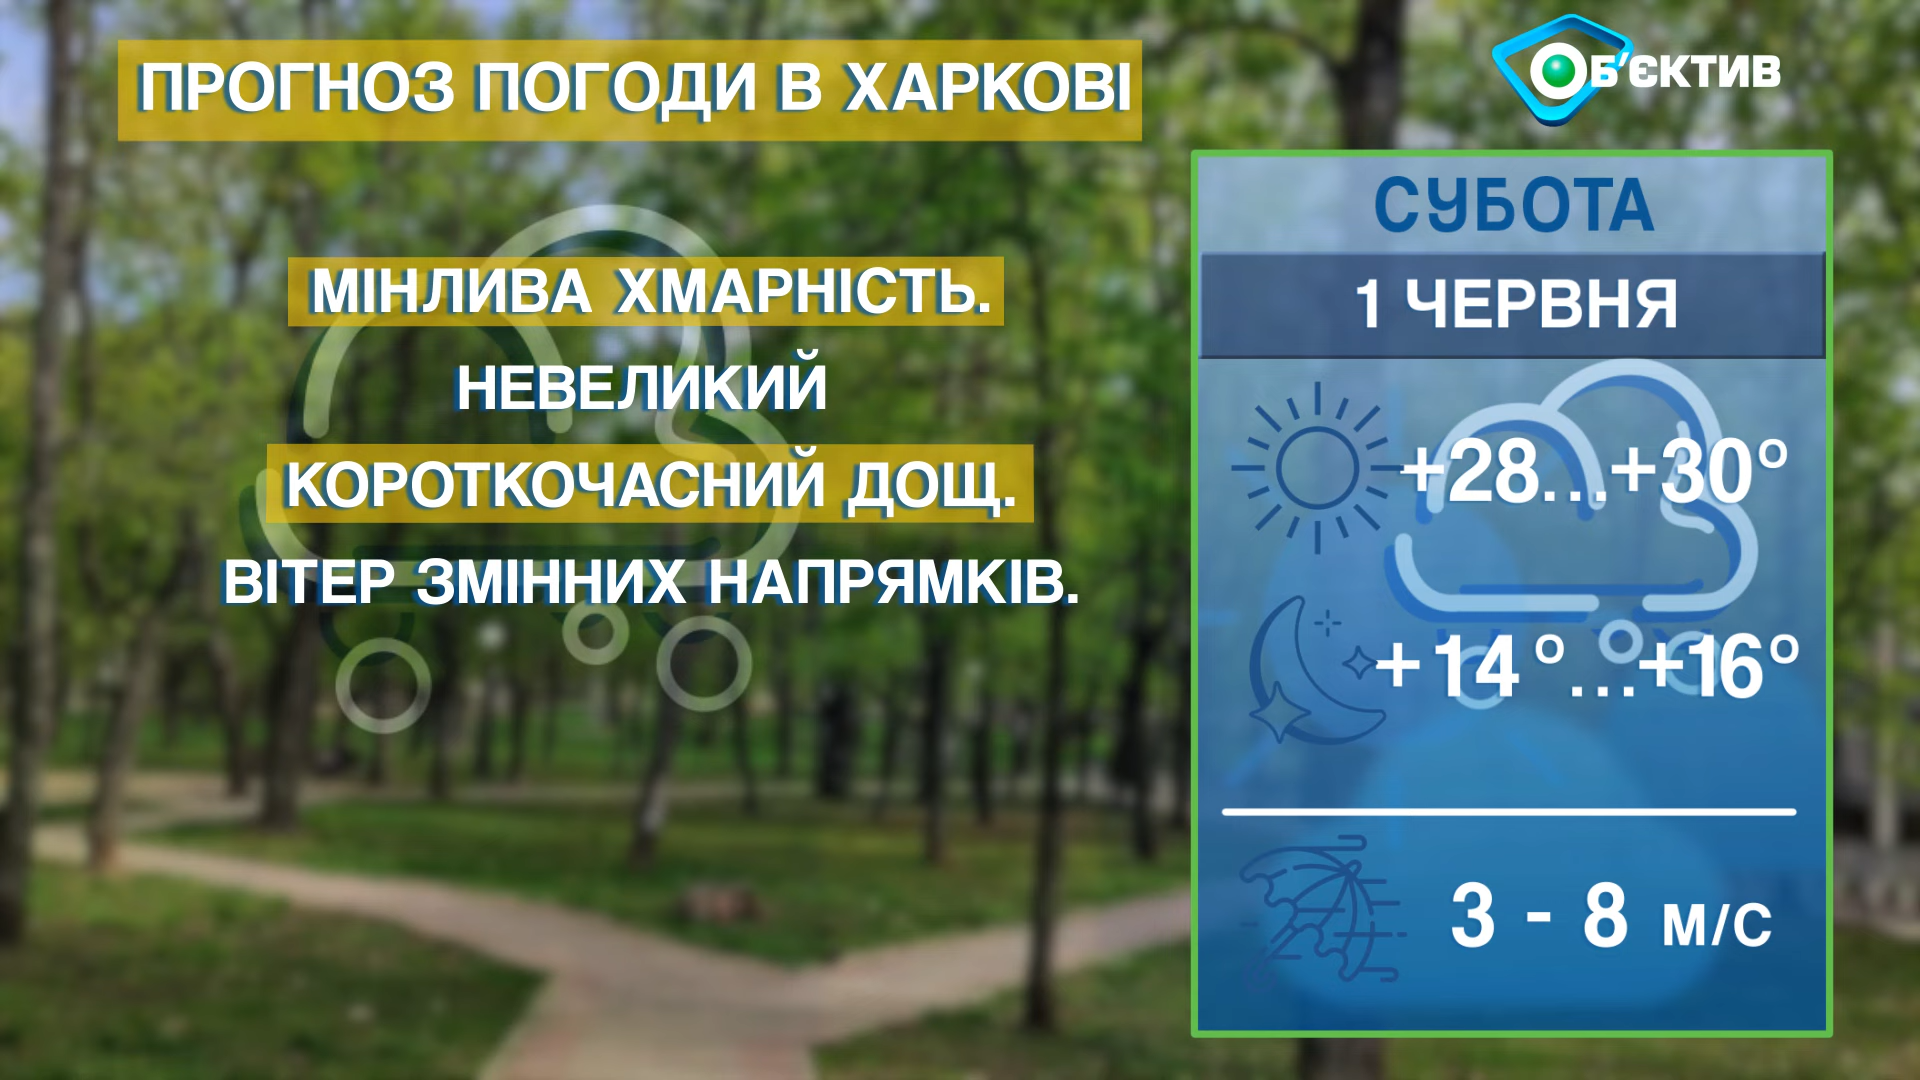 ПРОГНОЗ ПОГОДИ В ХАРКОВІ
ОБ'ЄКТИВ
МІНЛИВА ХМАРНІСТЬ.
НЕВЕЛИКИЙ
КОРОТКОЧАСНИЙ ДОЩ.
ВІТЕР ЗМІННИХ НАПРЯМКІВ.
СУБОТА
1 ЧЕРВНЯ
+28...+30°
+14°...+16°
3 - 8 м/с